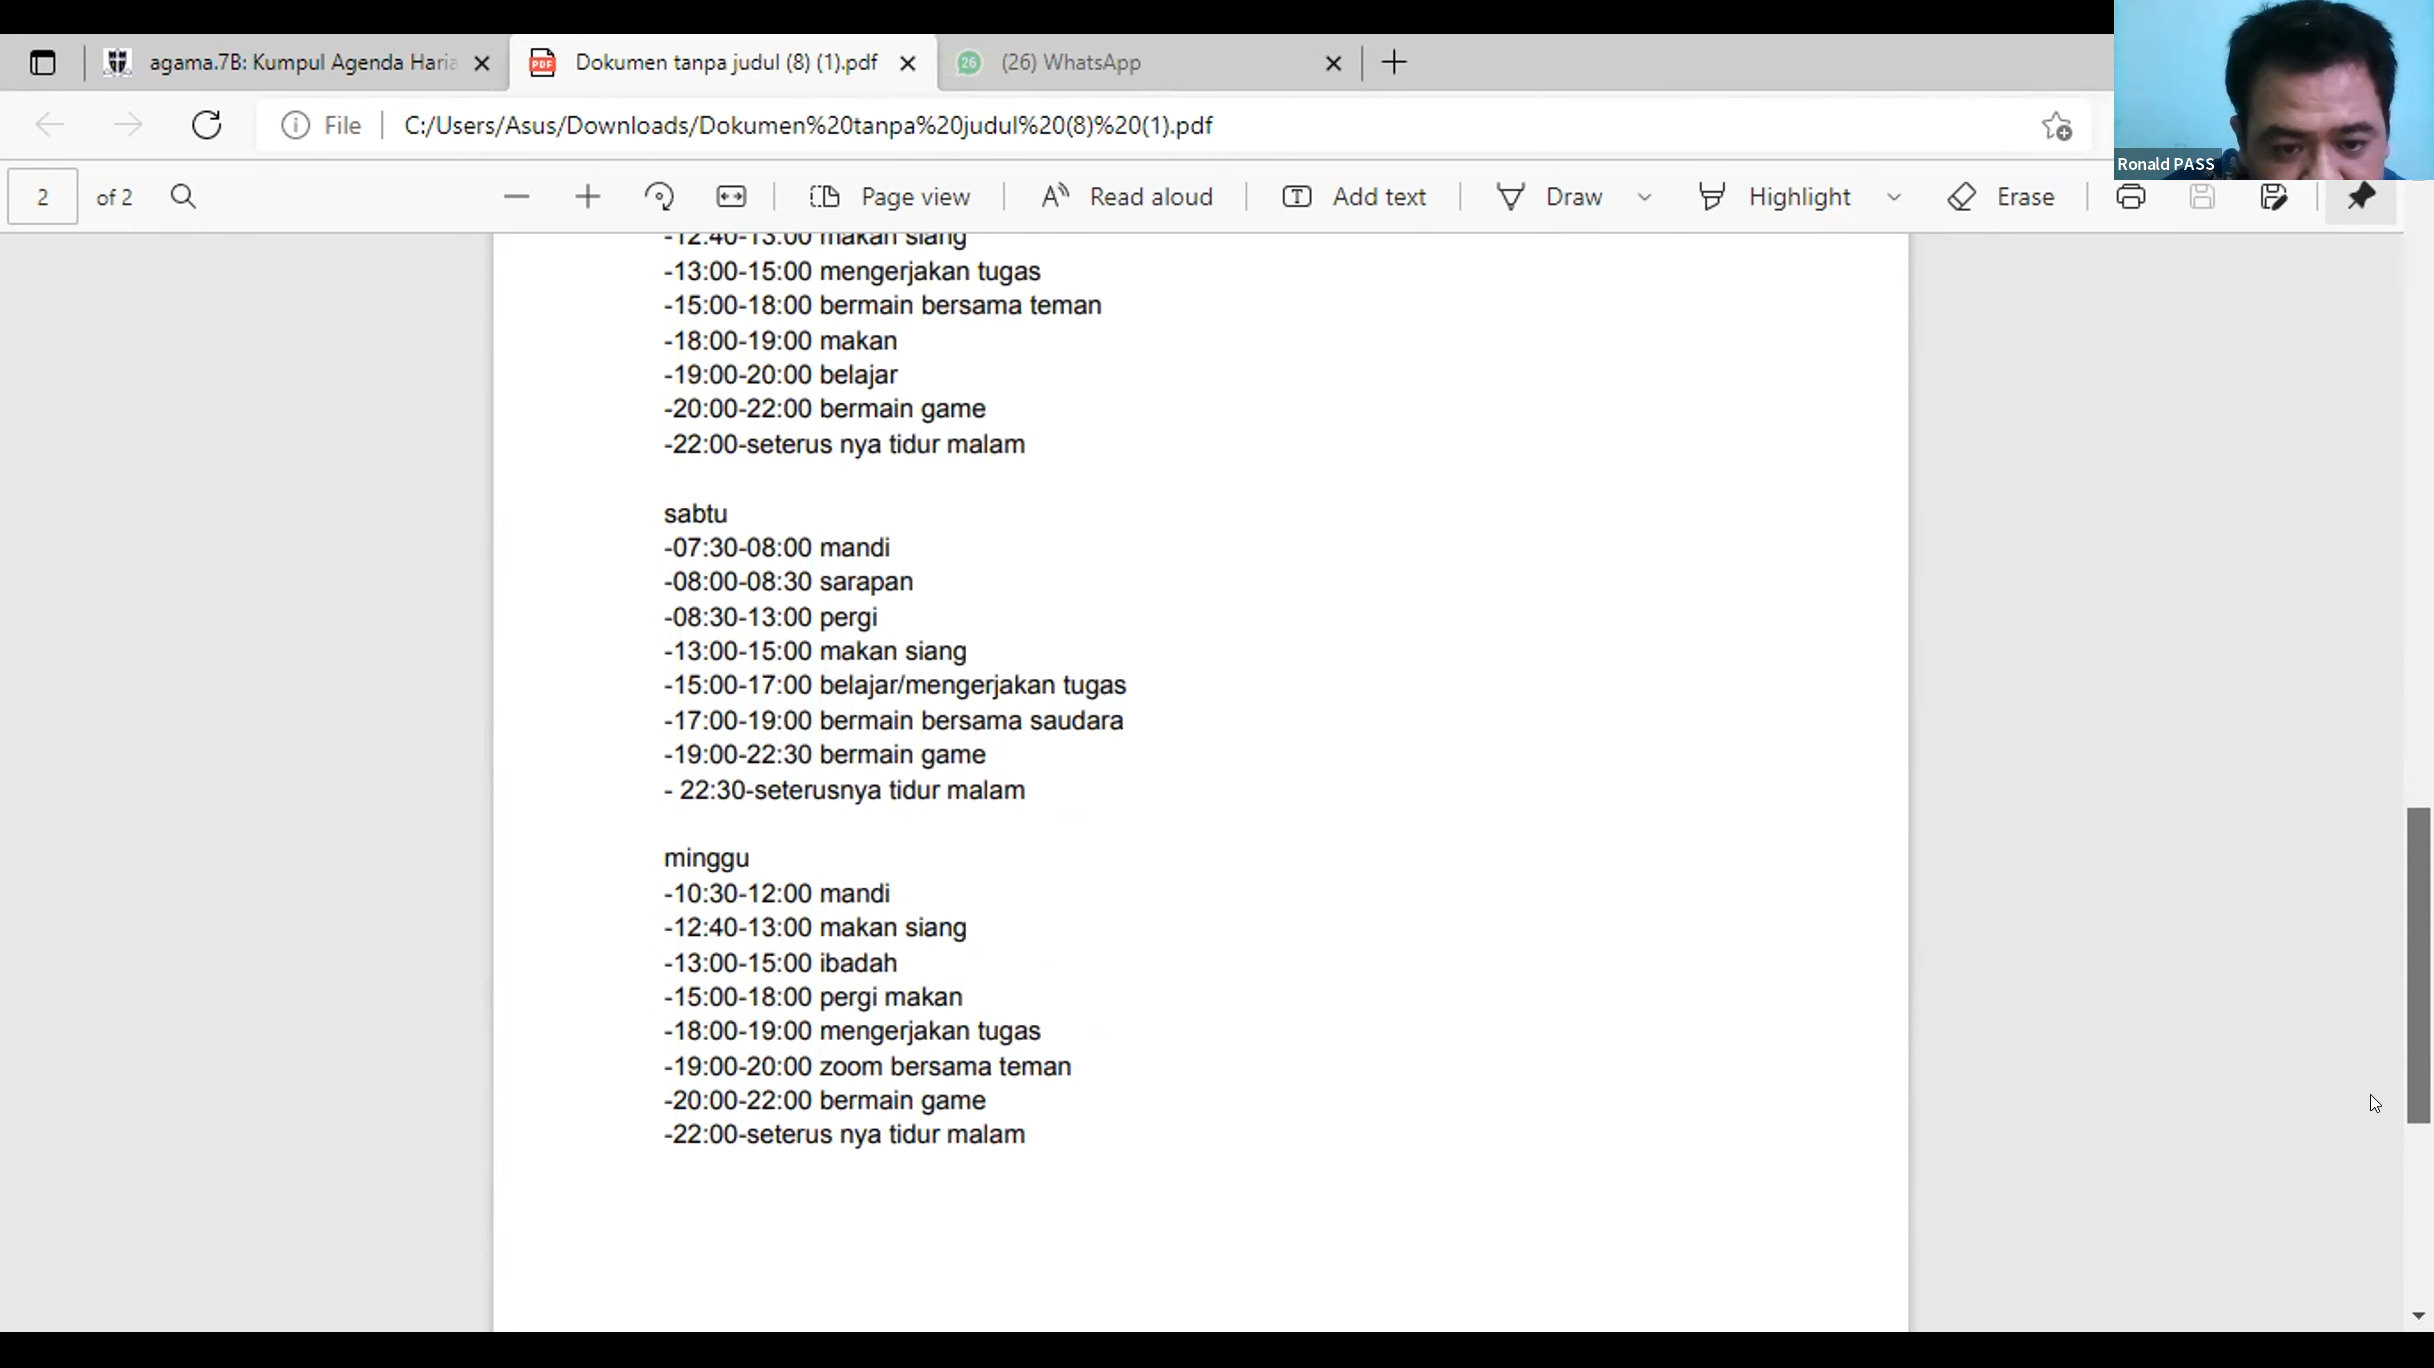 agama.7B: Kumpul Agenda Haria
Dokumen tanpa judul (8) (1).pdf
26
(26) WhatsApp
File
C:/Users/Asus/Downloads/Dokumen%20tanpa%20judul%20(8)%20(1).pdf
Ronald PASS
2 of 2
Page view
Read aloud
Add text
Draw
Highlight
Erase
-12:40-13:00 makan siang
-13:00-15:00 mengerjakan tugas
-15:00-18:00 bermain bersama teman
-18:00-19:00 makan
-19:00-20:00 belajar
-20:00-22:00 bermain game
-22:00-seterus nya tidur malam
sabtu
-07:30-08:00 mandi
-08:00-08:30 sarapan
-08:30-13:00 pergi
-13:00-15:00 makan siang
-15:00-17:00 belajar/mengerjakan tugas
-17:00-19:00 bermain bersama saudara
-19:00-22:30 bermain game
- 22:30-seterusnya tidur malam
minggu
-10:30-12:00 mandi
-12:40-13:00 makan siang
-13:00-15:00 ibadah
-15:00-18:00 pergi makan
-18:00-19:00 mengerjakan tugas
-19:00-20:00 zoom bersama teman
-20:00-22:00 bermain game
-22:00-seterus nya tidur malam